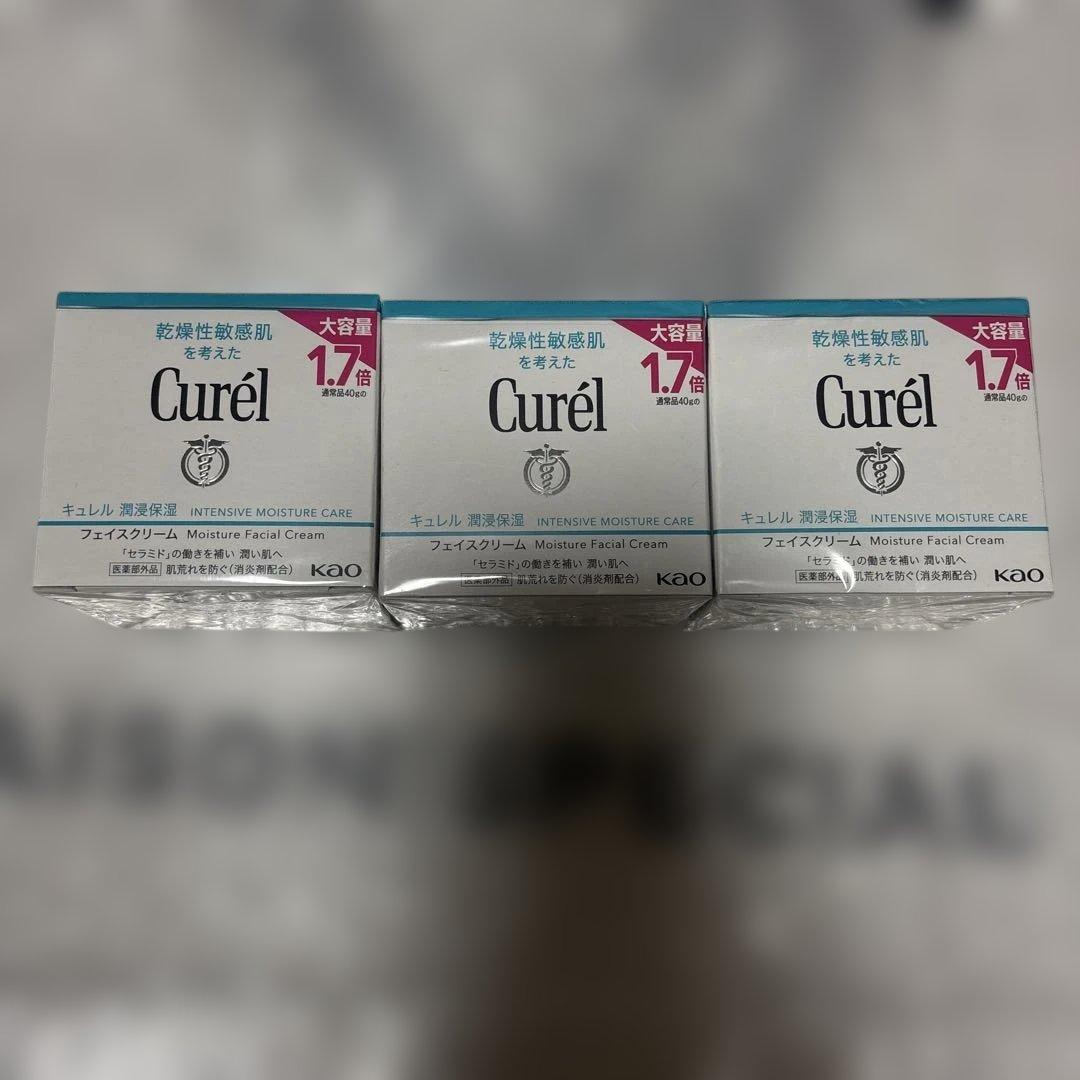 乾燥性敏感肌
を考えた
Curél
大容量
1.7倍
通常品40gの
キュレル 潤浸保湿 INTENSIVE MOISTURE CARE
フェイスクリーム Moisture Facial Cream
「セラミド」の働きを補い 潤い肌へ
医薬部外品 肌荒れを防ぐ(消炎剤配合)
Kao
乾燥性敏感肌
を考えた
Curél
大容量
1.7倍
通常品40gの
キュレル 潤浸保湿 INTENSIVE MOISTURE CARE
フェイスクリーム Moisture Facial Cream
「セラミド」の働きを補い 潤い肌へ
医薬部外品 肌荒れを防ぐ(消炎剤配合)
Kao
乾燥性敏感肌
を考えた
Curél
大容量
1.7倍
通常品40gの
キュレル 潤浸保湿 INTENSIVE MOISTURE CARE
フェイスクリーム Moisture Facial Cream
「セラミド」の働きを補い 潤い肌へ
医薬部外品 肌荒れを防ぐ(消炎剤配合)
Kao
SPECIAL